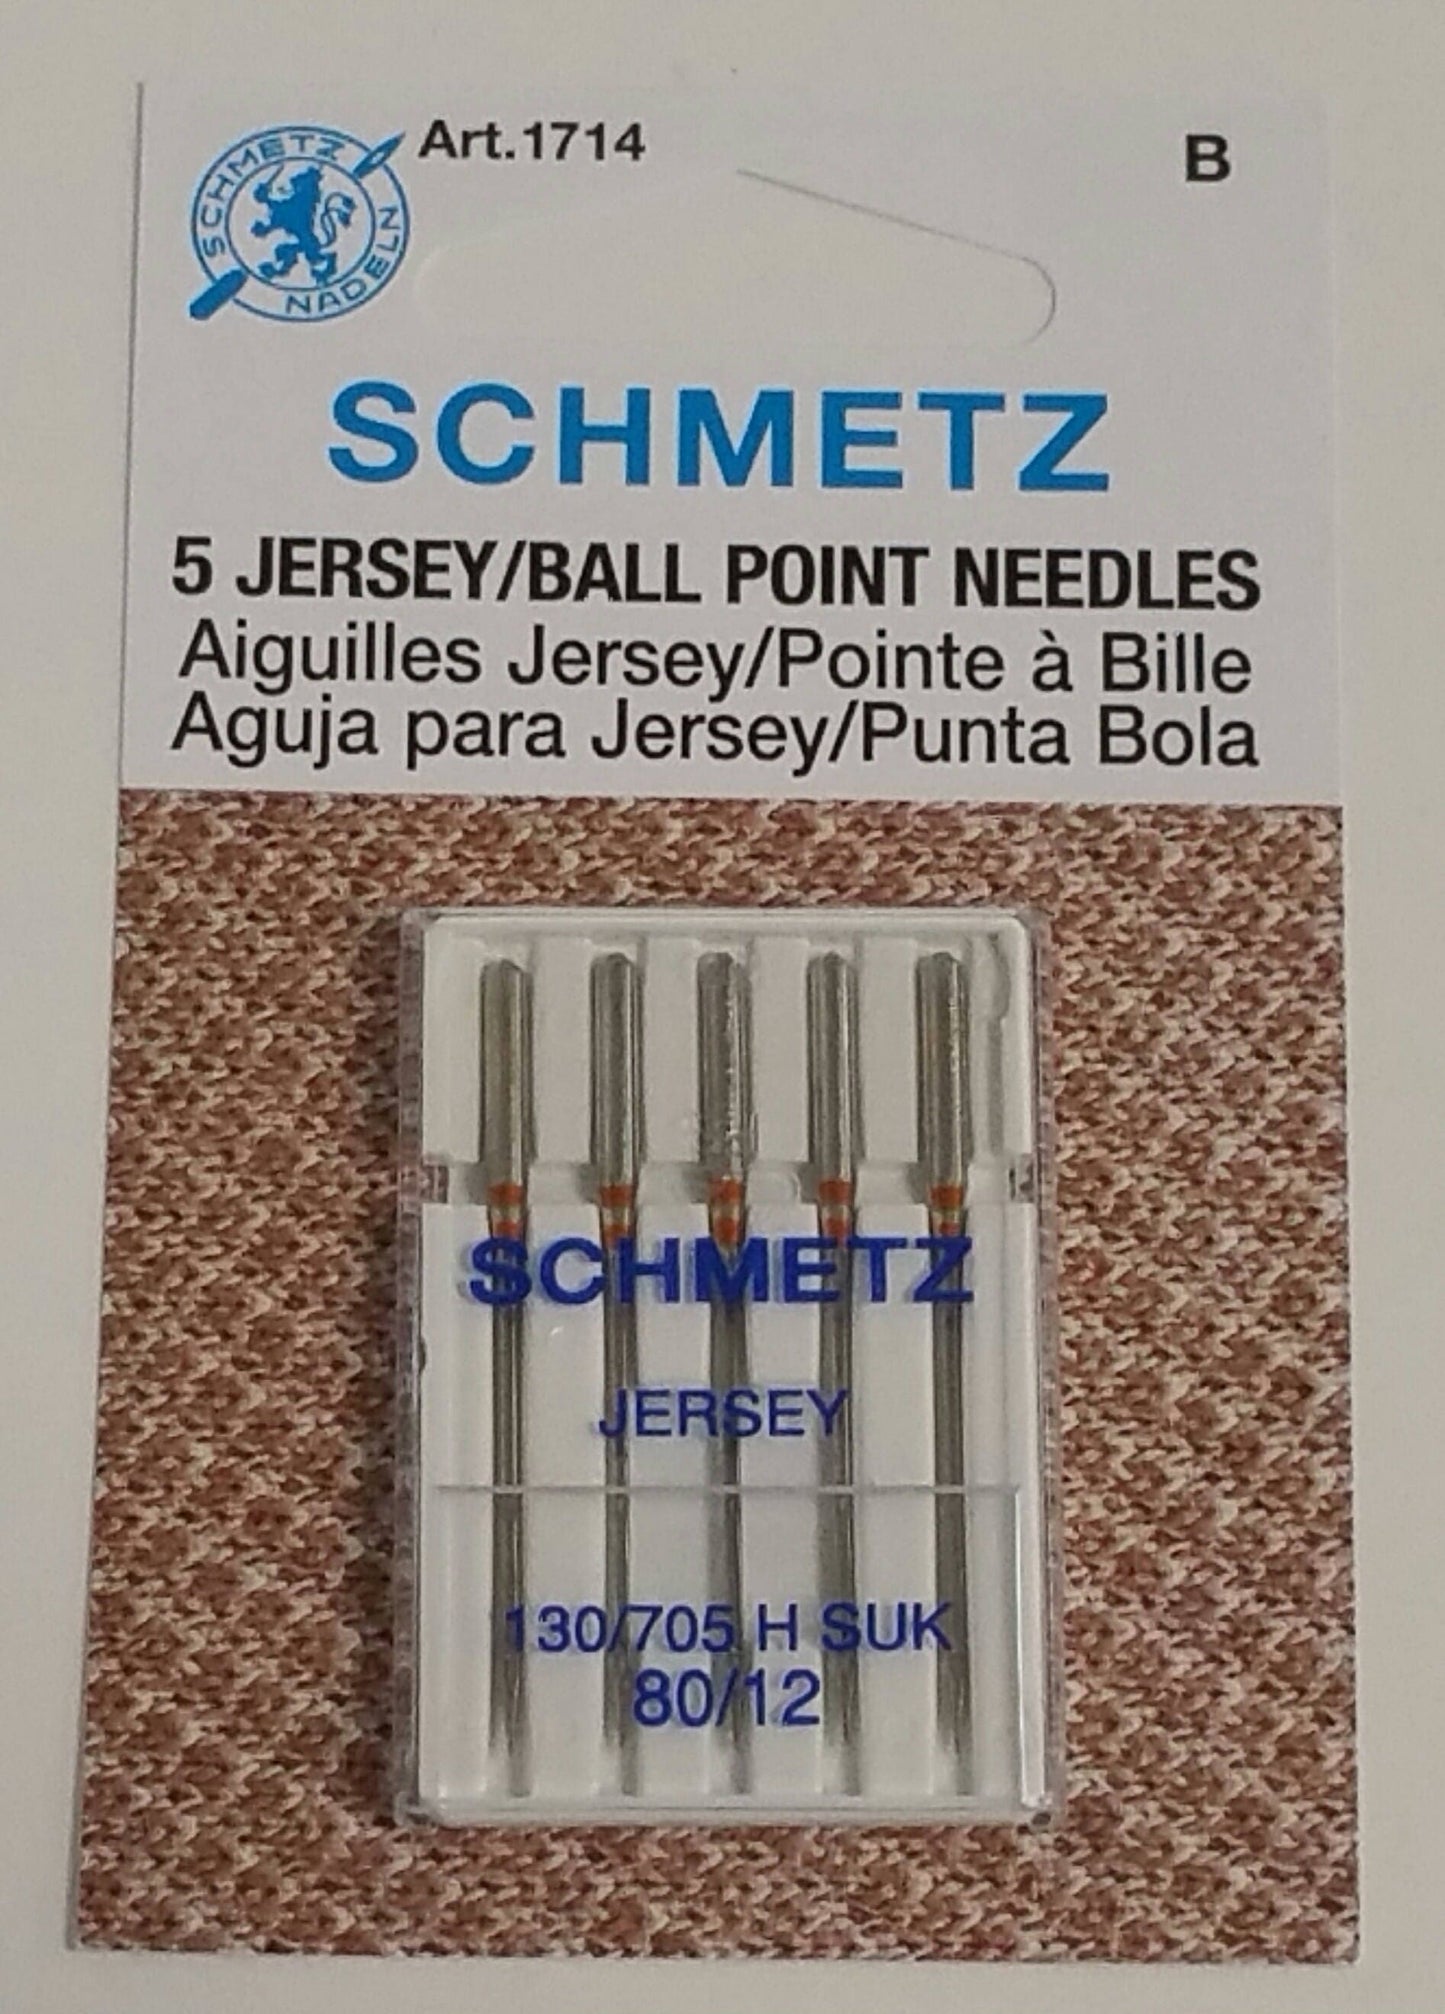 SCHMETZ NADELN
Art.1714
B
SCHMETZ
5 JERSEY/BALL POINT NEEDLES
Aiguilles Jersey/Pointe à Bille
Aguja para Jersey/Punta Bola
SCHMETZ
JERSEY
130/705 H SUK
80/12